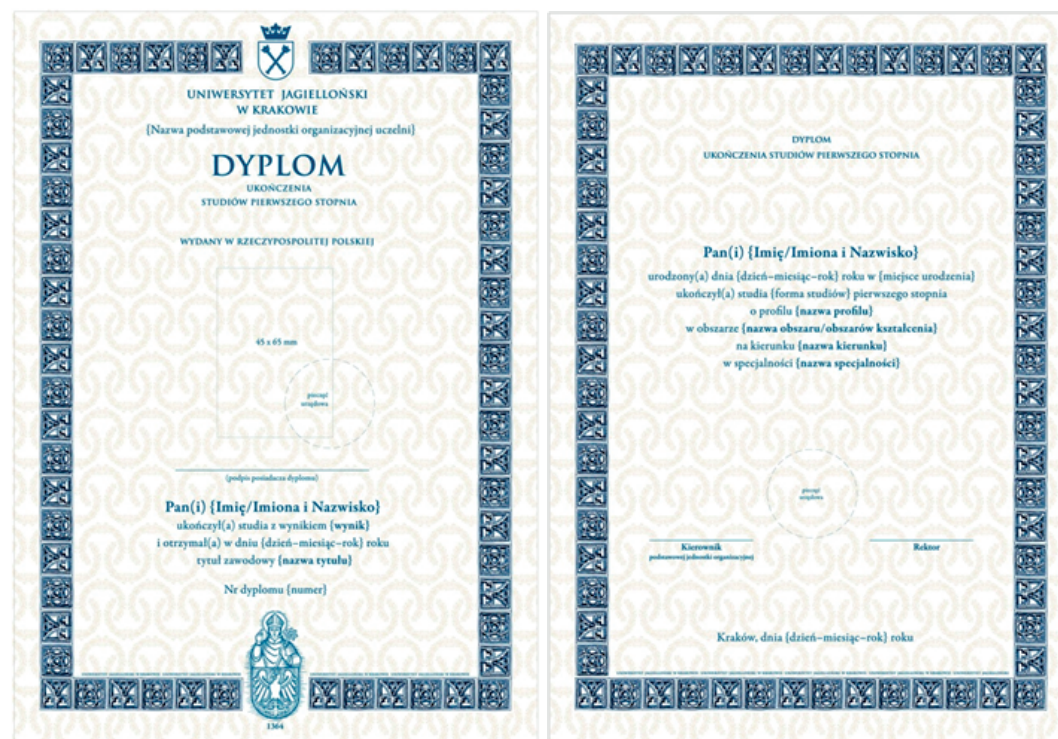 UNIWERSYTET JAGIELLOŃSKI
W KRAKOWIE
{Nazwa podstawowej jednostki organizacyjnej uczelni}
DYPLOM
UKOŃCZENIA
STUDIÓW PIERWSZEGO STOPNIA
WYDANY W RZECZYPOSPOLITEJ POLSKIEJ
45 x 65 mm
pieczęć
urzędowa
(podpis posiadacza dyplomu)
Pan(i) {Imię/Imiona i Nazwisko}
ukończył(a) studia z wynikiem {wynik}
i otrzymał(a) w dniu {dzień–miesiąc–rok} roku
tytuł zawodowy {nazwa tytułu}
Nr dyplomu {numer}
1364
DYPLOM
UKOŃCZENIA STUDIÓW PIERWSZEGO STOPNIA
Pan(i) {Imię/Imiona i Nazwisko}
urodzony(a) dnia {dzień–miesiąc–rok} roku w {miejsce urodzenia}
ukończył(a) studia {forma studiów} pierwszego stopnia
o profilu {nazwa profilu}
w obszarze {nazwa obszaru/obszarów kształcenia}
na kierunku {nazwa kierunku}
w specjalności {nazwa specjalności}
pieczęć
urzędowa
Kierownik
podstawowej jednostki organizacyjnej
Rektor
Kraków, dnia {dzień–miesiąc–rok} roku